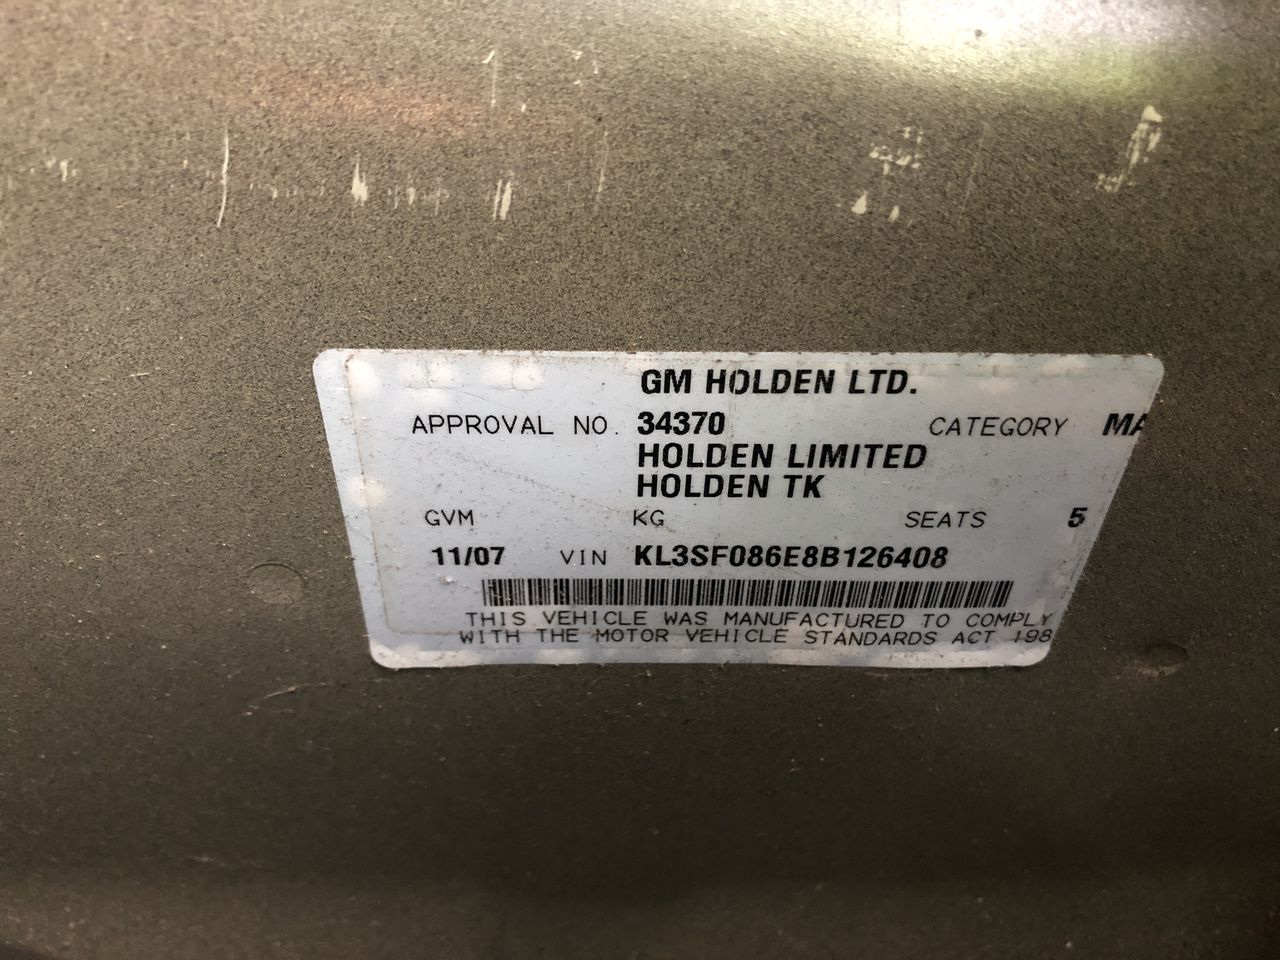 GM HOLDEN LTD.
APPROVAL NO. 34370 CATEGORY MA
HOLDEN LIMITED
HOLDEN TK
GVM KG SEATS 5
11/07 VIN KL3SF086E8B126408
THIS VEHICLE WAS MANUFACTURED TO COMPLY
WITH THE MOTOR VEHICLE STANDARDS ACT 198